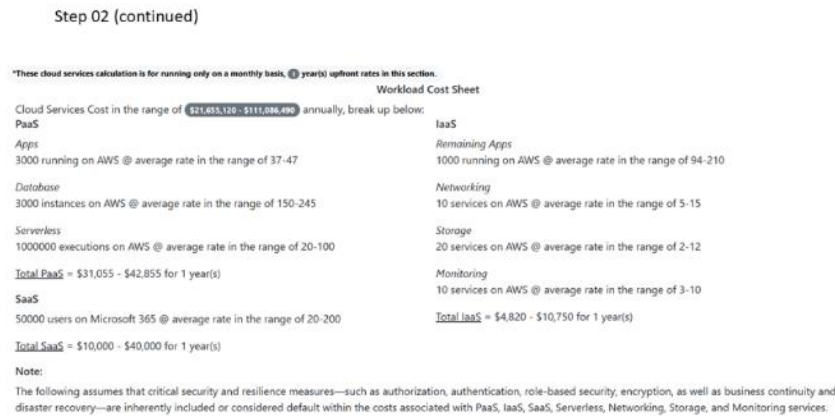 Step 02 (continued)
*These cloud services calculation is for running only on a monthly basis, 1 year(s) upfront rates in this section.
Workload Cost Sheet
Cloud Services Cost in the range of $21,655,120 - $111,086,490 annually, break up below:
PaaS
Apps
3000 running on AWS @ average rate in the range of 37-47
Database
3000 instances on AWS @ average rate in the range of 150-245
Serverless
1000000 executions on AWS @ average rate in the range of 20-100
Total PaaS = $31,055 - $42,855 for 1 year(s)
SaaS
50000 users on Microsoft 365 @ average rate in the range of 20-200
Total SaaS = $10,000 - $40,000 for 1 year(s)
IaaS
Remaining Apps
1000 running on AWS @ average rate in the range of 94-210
Networking
10 services on AWS @ average rate in the range of 5-15
Storage
20 services on AWS @ average rate in the range of 2-12
Monitoring
10 services on AWS @ average rate in the range of 3-10
Total IaaS = $4,820 - $10,750 for 1 year(s)
Note:
The following assumes that critical security and resilience measures—such as authorization, authentication, role-based security, encryption, as well as business continuity and
disaster recovery—are inherently included or considered default within the costs associated with PaaS, IaaS, SaaS, Serverless, Networking, Storage, and Monitoring services.